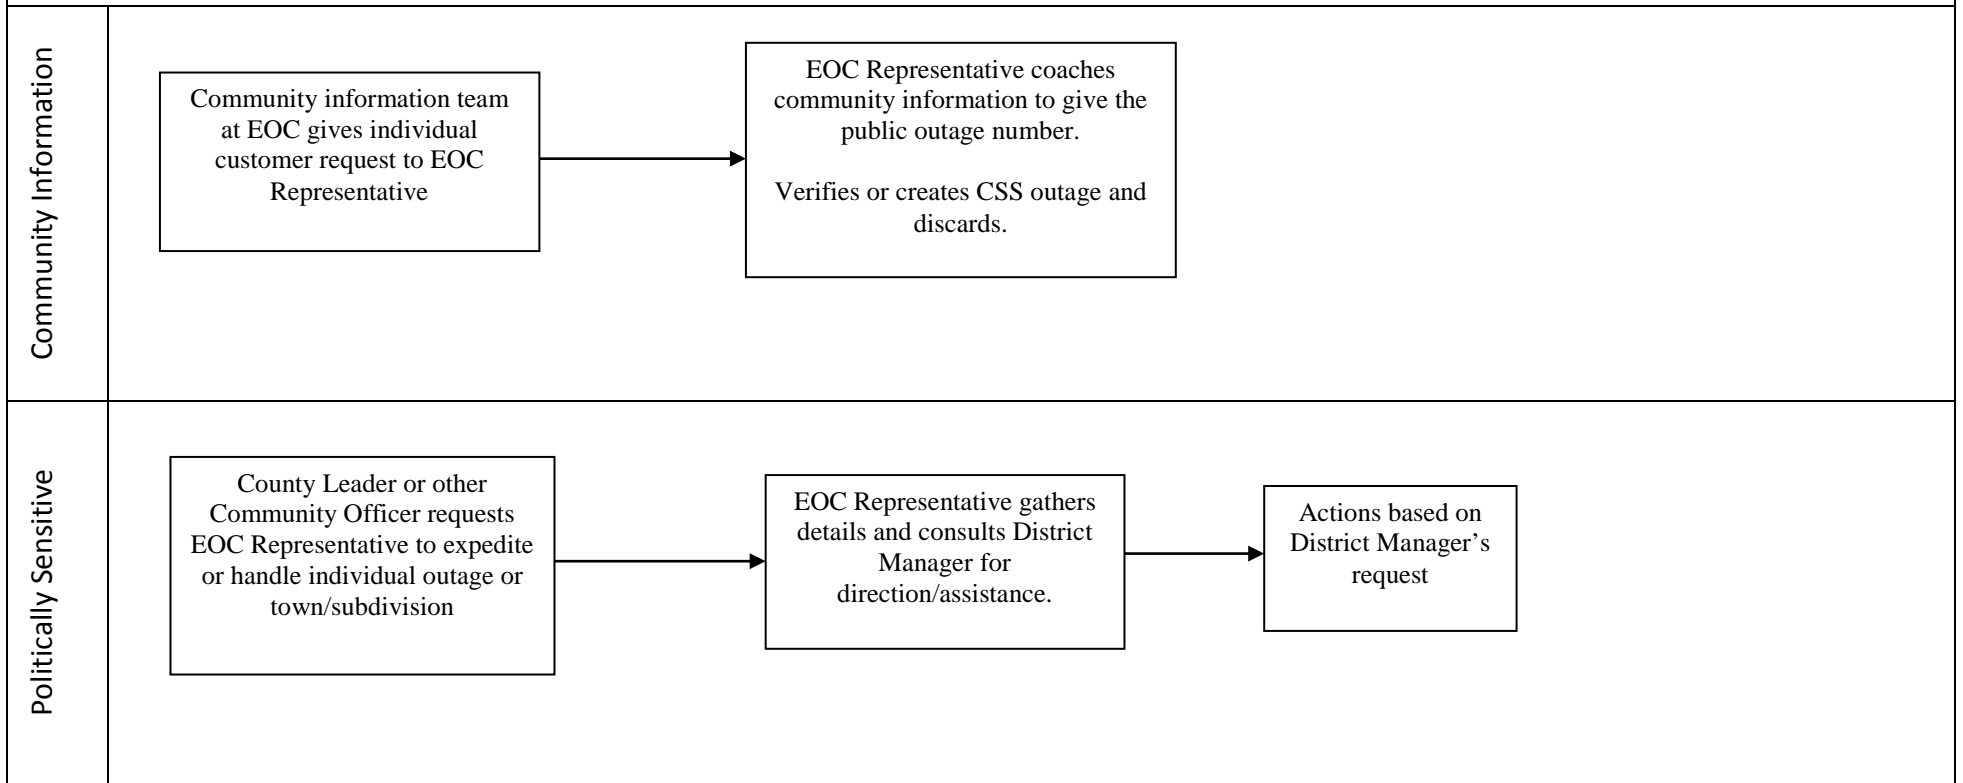 Community Information
Community information team
at EOC gives individual
customer request to EOC
Representative
EOC Representative coaches
community information to give the
public outage number.
Verifies or creates CSS outage and
discards.
Politically Sensitive
County Leader or other
Community Officer requests
EOC Representative to expedite
or handle individual outage or
town/subdivision
EOC Representative gathers
details and consults District
Manager for
direction/assistance.
Actions based on
District Manager’s
request